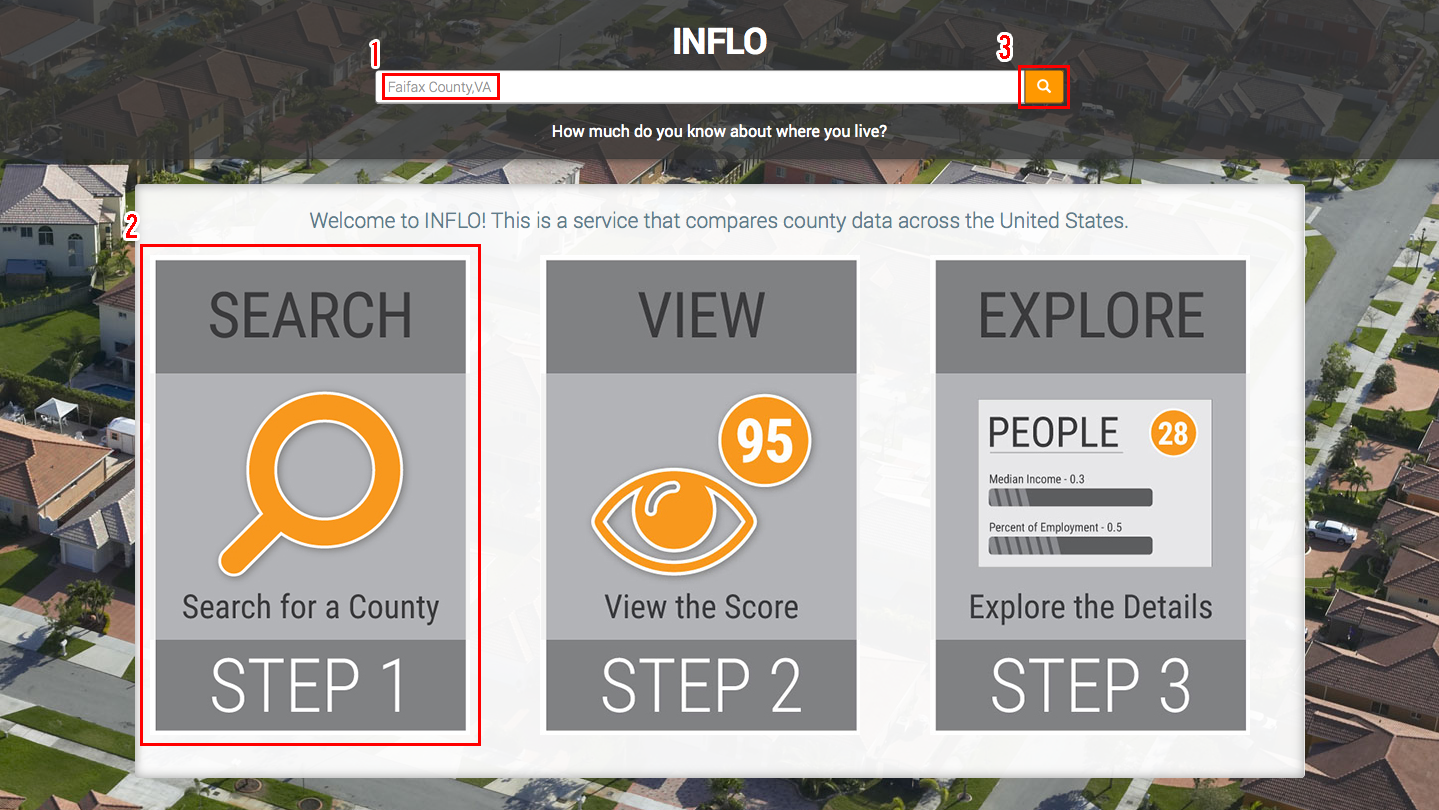 INFLO
1
3
Faifax County,VA
How much do you know about where you live?
2
Welcome to INFLO! This is a service that compares county data across the United States.
SEARCH
Search for a County
STEP 1
VIEW
95
View the Score
STEP 2
EXPLORE
PEOPLE
28
Median Income - 0.3
Percent of Employment - 0.5
Explore the Details
STEP 3